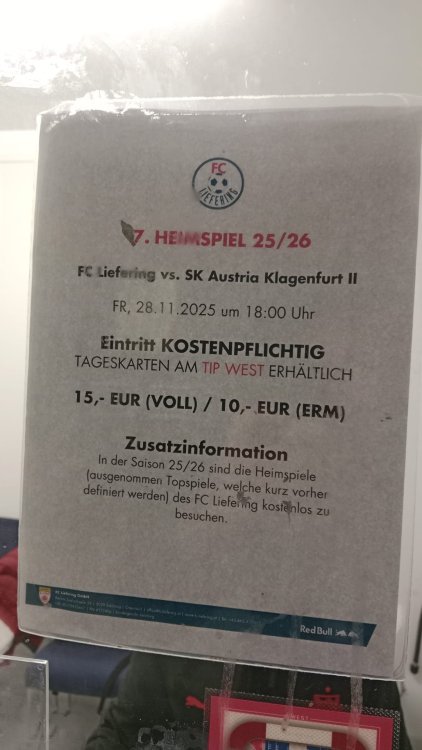 FC
LIEFERING
7. HEIMSPIEL 25/26
FC Liefering vs. SK Austria Klagenfurt II
FR, 28.11.2025 um 18:00 Uhr
Eintritt KOSTENPFLICHTIG
TAGESKARTEN AM TIP WEST ERHÄLTLICH
15,- EUR (VOLL) / 10,- EUR (ERM)
Zusatzinformation
In der Saison 25/26 sind die Heimspiele
(ausgenommen Topspiele, welche kurz vorher
definiert werden) des FC Liefering kostenlos zu
besuchen.
FC Liefering GmbH
Red Bull
WEST